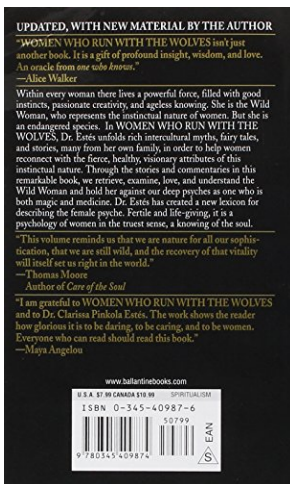 UPDATED, WITH NEW MATERIAL BY THE AUTHOR
"WOMEN WHO RUN WITH THE WOLVES isn't just
another book. It is a gift of profound insight, wisdom, and love.
An oracle from one who knows."
—Alice Walker
Within every woman there lives a powerful force, filled with good
instincts, passionate creativity, and ageless knowing. She is the Wild
Woman, who represents the instinctual nature of women. But she
is an endangered species. In WOMEN WHO RUN WITH THE
WOLVES, Dr. Estés unfolds rich intercultural myths, fairy tales,
and stories, many from her own family, in order to help women
reconnect with the fierce, healthy, visionary attributes of this
instinctual nature. Through the stories and commentaries in this
remarkable book, we retrieve, examine, love, and understand the
Wild Woman and hold her against our deep psyches as one who is
both magic and medicine. Dr. Estés has created a new lexicon for
describing the female psyche. Fertile and life-giving, it is a
psychology of women in the truest sense, a knowing of the soul.
"This volume reminds us that we are nature for all our sophis-
tication, that we are still wild, and the recovery of that vitality
will itself set us right in the world."
—Thomas Moore
Author of Care of the Soul
"I am grateful to WOMEN WHO RUN WITH THE WOLVES
and to Dr. Clarissa Pinkola Estés. The work shows the reader
how glorious it is to be daring, to be caring, and to be women.
Everyone who can read should read this book."
—Maya Angelou
www.ballantinebooks.com
U.S.A. $7.99 CANADA $10.99 SPIRITUALISM
ISBN 0-345-40987-6
50799
9 780345 409874
S
EAN